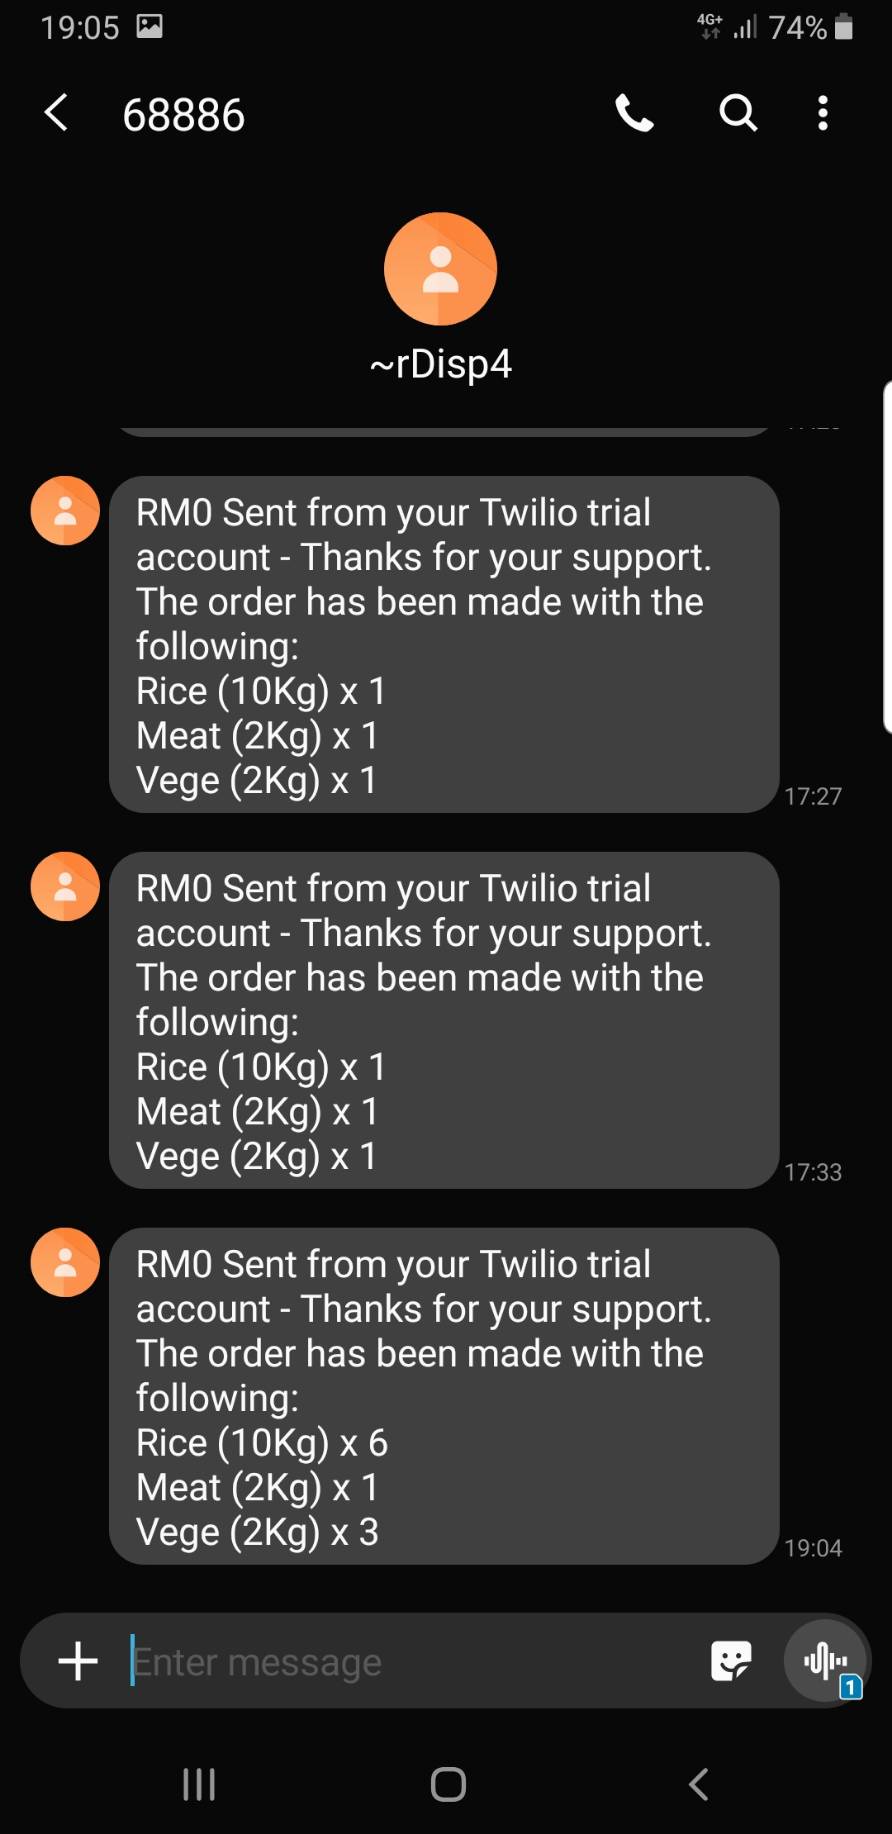 19:05 4G+ 74%
68886
~rDisp4
RM0 Sent from your Twilio trial
account - Thanks for your support.
The order has been made with the
following:
Rice (10Kg) x 1
Meat (2Kg) x 1
Vege (2Kg) x 1
17:27
RM0 Sent from your Twilio trial
account - Thanks for your support.
The order has been made with the
following:
Rice (10Kg) x 1
Meat (2Kg) x 1
Vege (2Kg) x 1
17:33
RM0 Sent from your Twilio trial
account - Thanks for your support.
The order has been made with the
following:
Rice (10Kg) x 6
Meat (2Kg) x 1
Vege (2Kg) x 3
19:04
Enter message
1